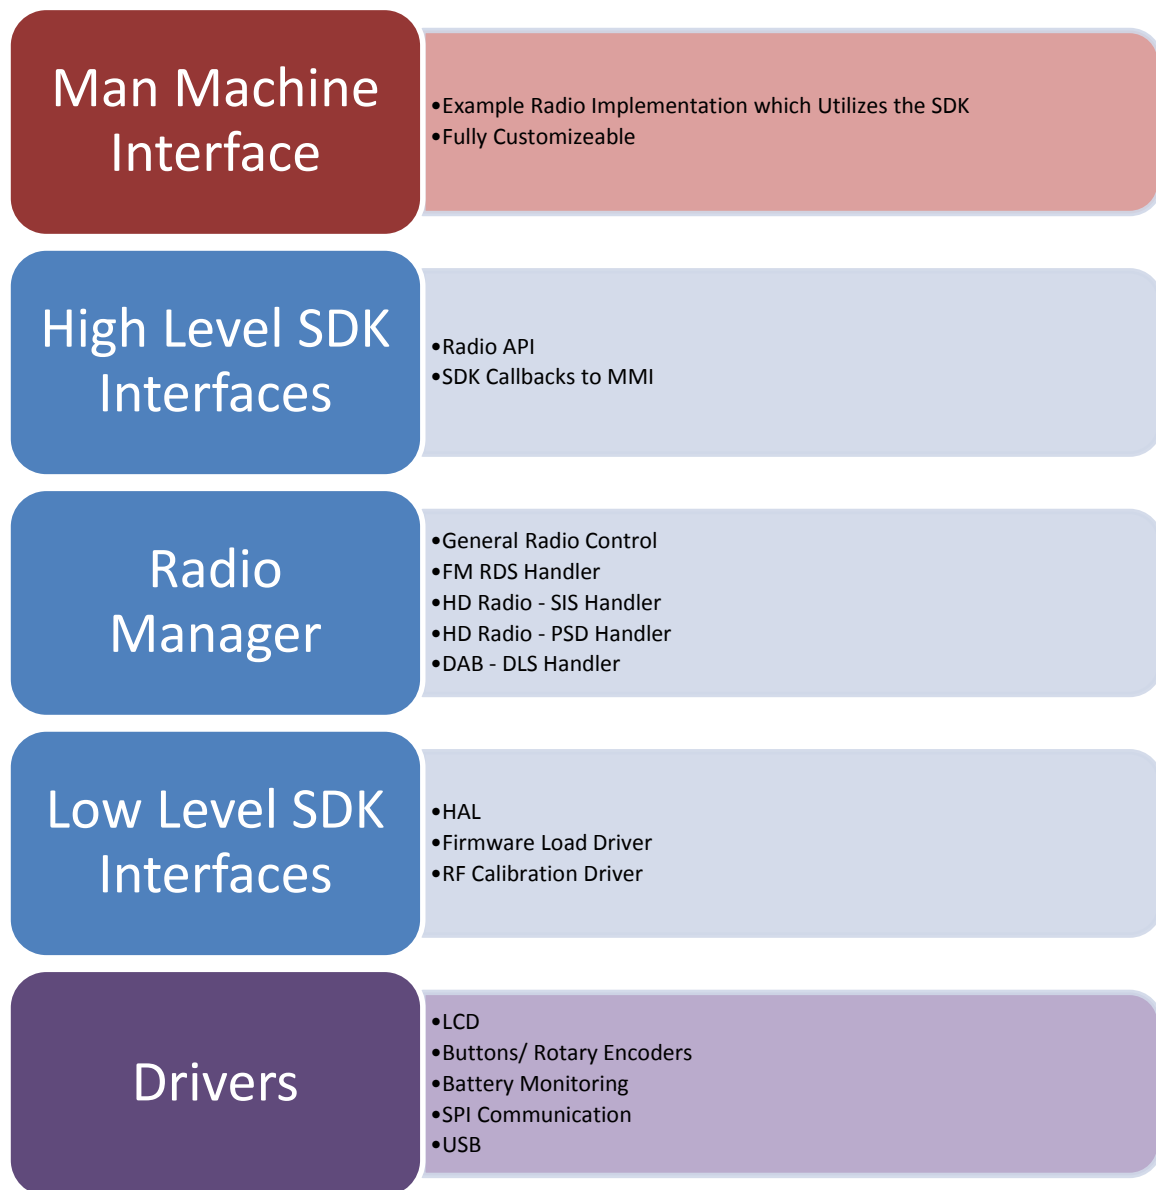 Man Machine
Interface
•Example Radio Implementation which Utilizes the SDK
•Fully Customizeable
High Level SDK
Interfaces
•Radio API
•SDK Callbacks to MMI
Radio
Manager
•General Radio Control
•FM RDS Handler
•HD Radio - SIS Handler
•HD Radio - PSD Handler
•DAB - DLS Handler
Low Level SDK
Interfaces
•HAL
•Firmware Load Driver
•RF Calibration Driver
Drivers
•LCD
•Buttons/ Rotary Encoders
•Battery Monitoring
•SPI Communication
•USB